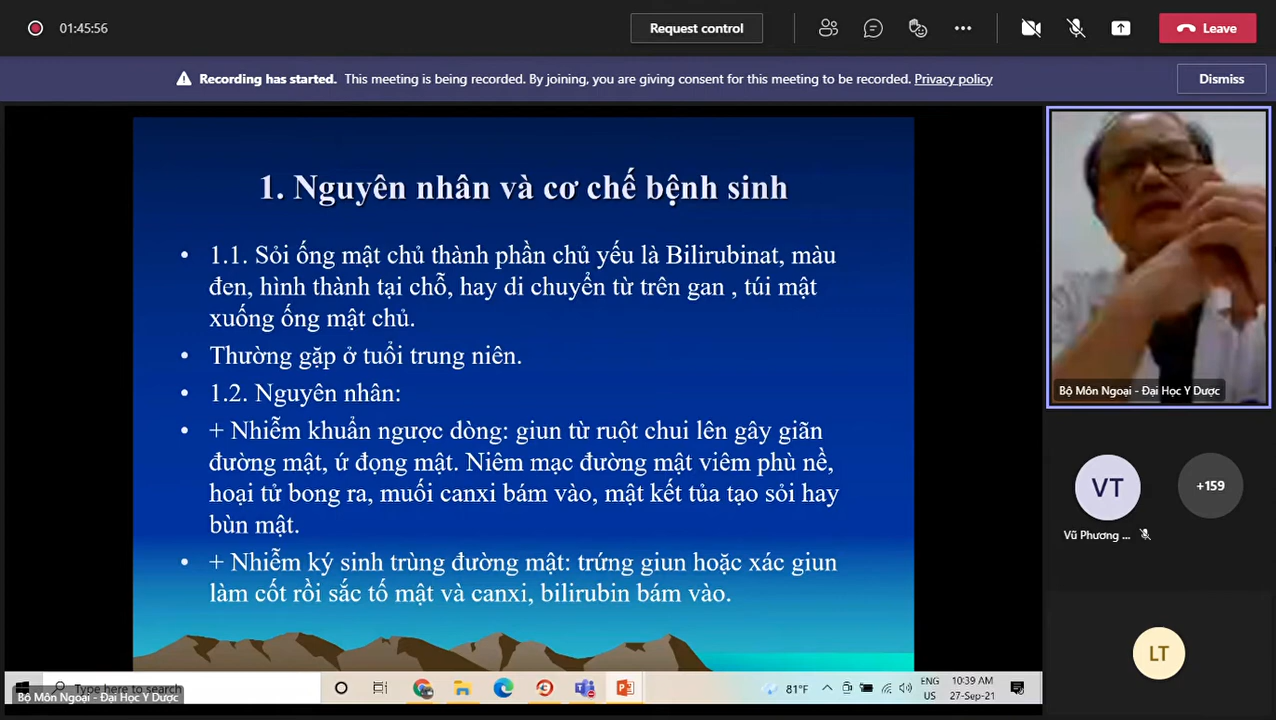 01:45:56
Request control
Leave
Recording has started. This meeting is being recorded. By joining, you are giving consent for this meeting to be recorded. Privacy policy
Dismiss
1. Nguyên nhân và cơ chế bệnh sinh
• 1.1. Sỏi ống mật chủ thành phần chủ yếu là Bilirubinat, màu
đen, hình thành tại chỗ, hay di chuyển từ trên gan , túi mật
xuống ống mật chủ.
• Thường gặp ở tuổi trung niên.
• 1.2. Nguyên nhân:
• + Nhiễm khuẩn ngược dòng: giun từ ruột chui lên gây giãn
đường mật, ứ đọng mật. Niêm mạc đường mật viêm phù nề,
hoại tử bong ra, muối canxi bám vào, mật kết tủa tạo sỏi hay
bùn mật.
• + Nhiễm ký sinh trùng đường mật: trứng giun hoặc xác giun
làm cốt rồi sắc tố mật và canxi, bilirubin bám vào.
Bộ Môn Ngoại - Đại Học Y Dược
VT
+159
Vũ Phương ...
LT
Type here to search
Bộ Môn Ngoại - Đại Học Y Dược
81°F
ENG
US
10:39 AM
27-Sep-21